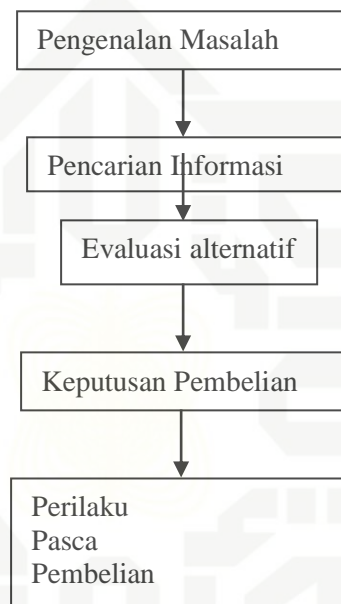 Pengenalan Masalah
Pencarian Informasi
Evaluasi alternatif
Keputusan Pembelian
Perilaku
Pasca
Pembelian